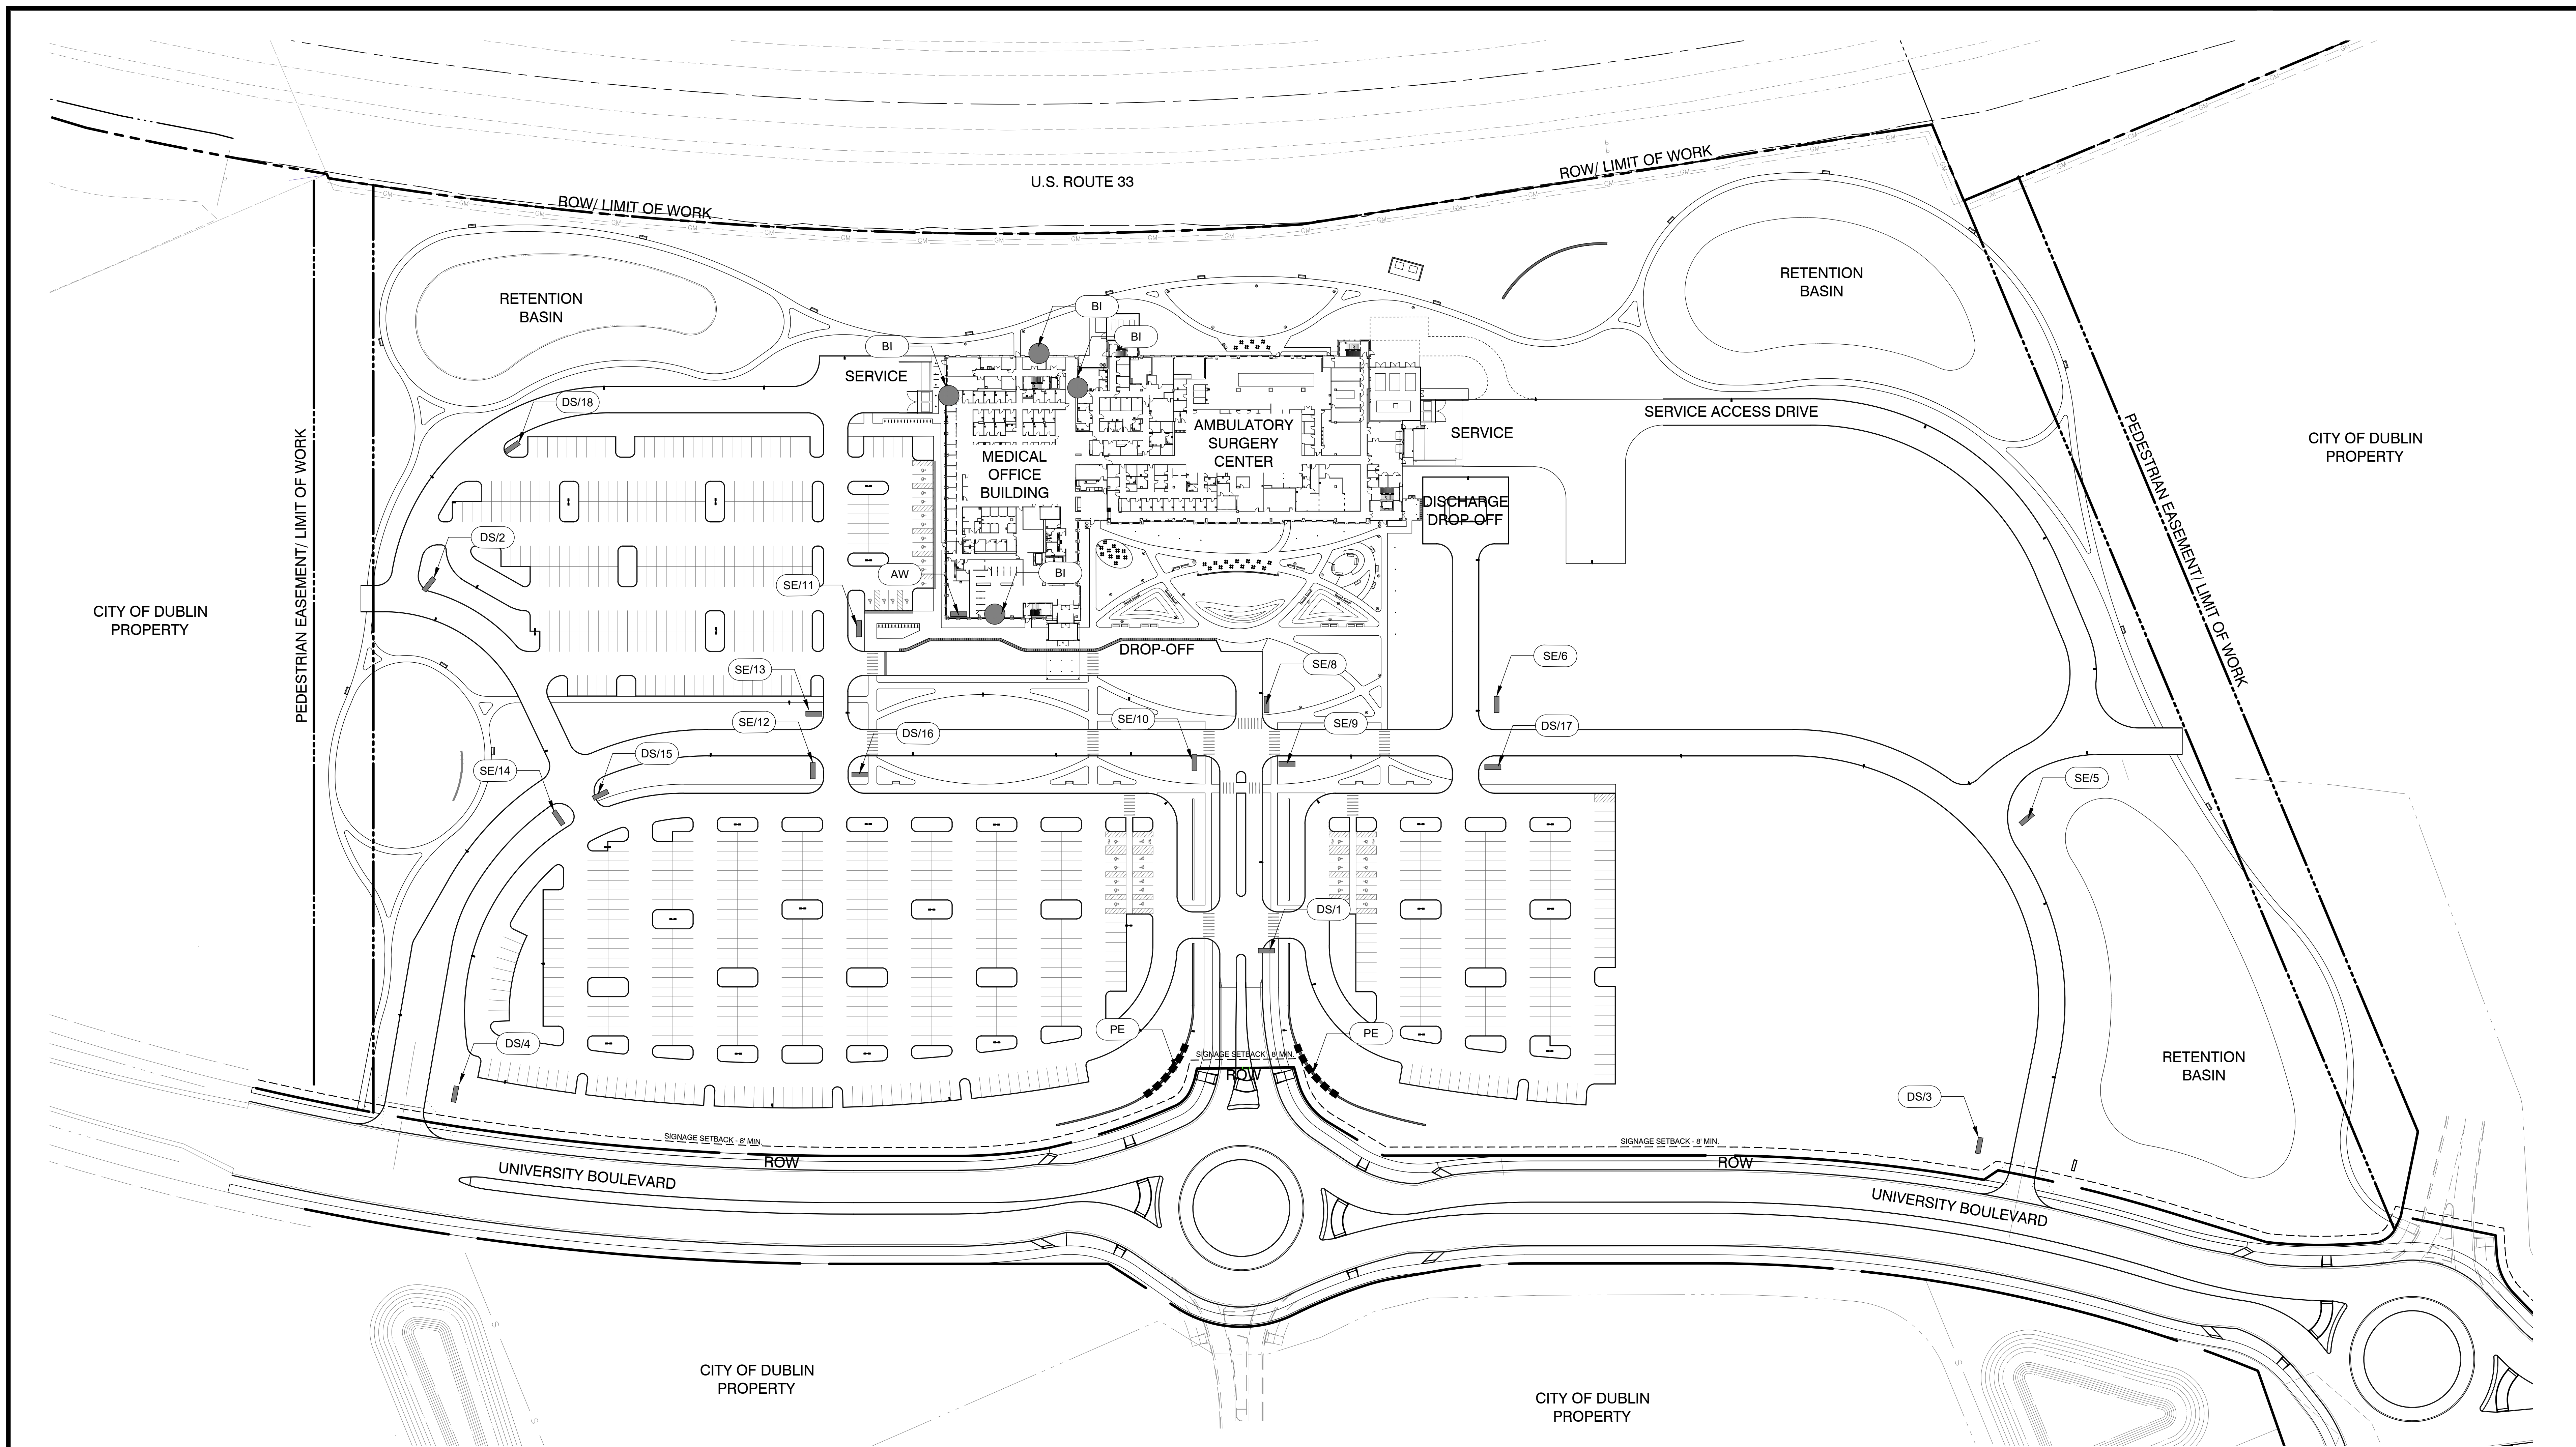 U.S. ROUTE 33
ROW/ LIMIT OF WORK
ROW/ LIMIT OF WORK
RETENTION
BASIN
RETENTION
BASIN
BI
BI
BI
SERVICE
DS/18
AMBULATORY
SURGERY
CENTER
SERVICE ACCESS DRIVE
SERVICE
MEDICAL
OFFICE
BUILDING
DISCHARGE
DROP-OFF
PEDESTRIAN EASEMENT/ LIMIT OF WORK
PEDESTRIAN EASEMENT/ LIMIT OF WORK
CITY OF DUBLIN
PROPERTY
CITY OF DUBLIN
PROPERTY
DS/2
AW
BI
SE/11
DROP-OFF
SE/13
SE/8
SE/6
SE/12
DS/16
SE/10
SE/9
DS/17
DS/15
SE/14
SE/5
DS/1
PE
PE
DS/4
SIGNAGE SETBACK - 8' MIN.
ROW
RETENTION
BASIN
DS/3
SIGNAGE SETBACK - 8' MIN.
ROW
SIGNAGE SETBACK - 8' MIN.
ROW
UNIVERSITY BOULEVARD
UNIVERSITY BOULEVARD
CITY OF DUBLIN
PROPERTY
CITY OF DUBLIN
PROPERTY